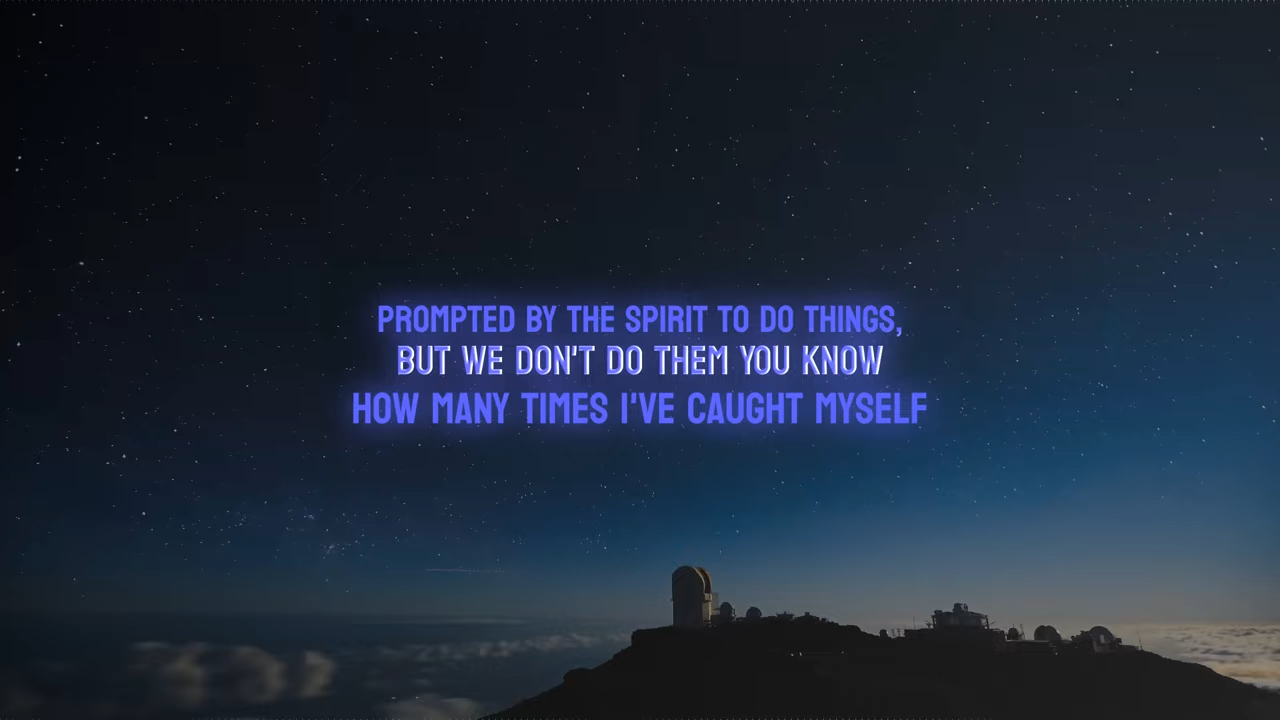 PROMPTED BY THE SPIRIT TO DO THINGS,
BUT WE DON'T DO THEM YOU KNOW
HOW MANY TIMES I'VE CAUGHT MYSELF